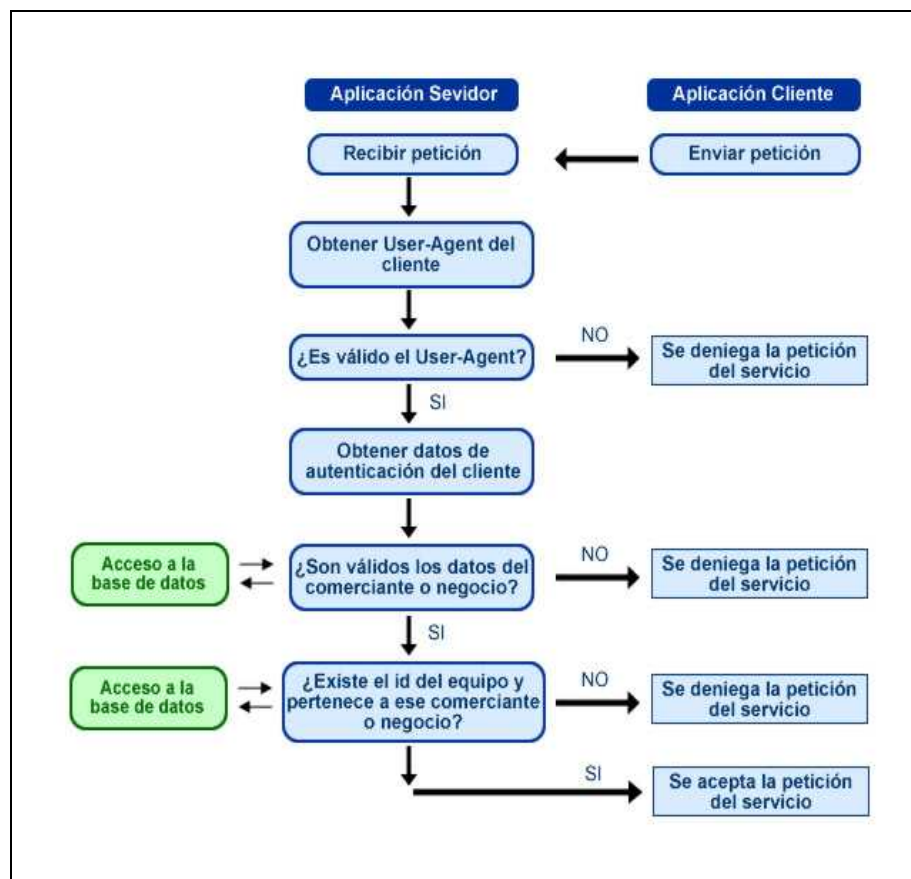 Aplicación Sevidor
Aplicación Cliente
Recibir petición
Enviar petición
Obtener User-Agent del
cliente
¿Es válido el User-Agent?
NO
Se deniega la petición
del servicio
SI
Obtener datos de
autenticación del cliente
Acceso a la
base de datos
¿Son válidos los datos del
comerciante o negocio?
NO
Se deniega la petición
del servicio
SI
Acceso a la
base de datos
¿Existe el id del equipo y
pertenece a ese comerciante
o negocio?
NO
Se deniega la petición
del servicio
SI
Se acepta la petición
del servicio